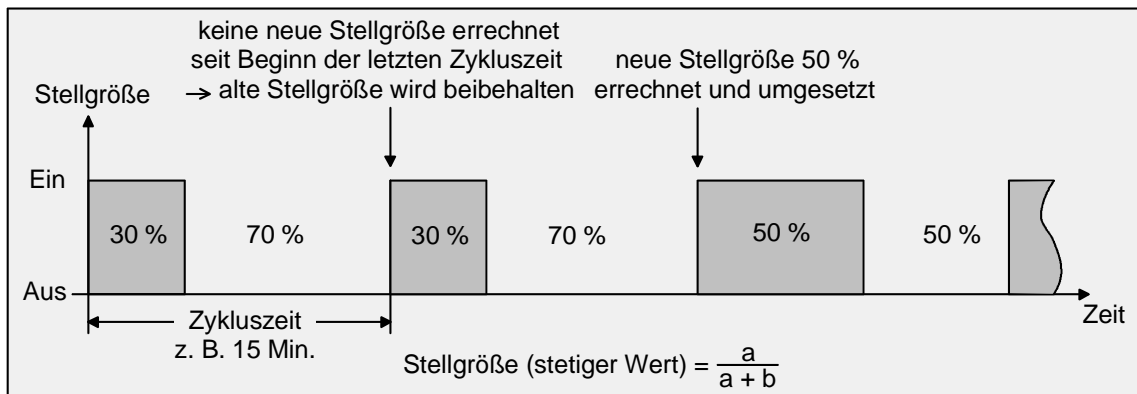 keine neue Stellgröße errechnet
seit Beginn der letzten Zykluszeit
→ alte Stellgröße wird beibehalten
neue Stellgröße 50 %
errechnet und umgesetzt
Stellgröße
Ein
30 %
70 %
30 %
70 %
50 %
50 %
Aus
Zeit
Zykluszeit
z. B. 15 Min.
Stellgröße (stetiger Wert) = a / a + b